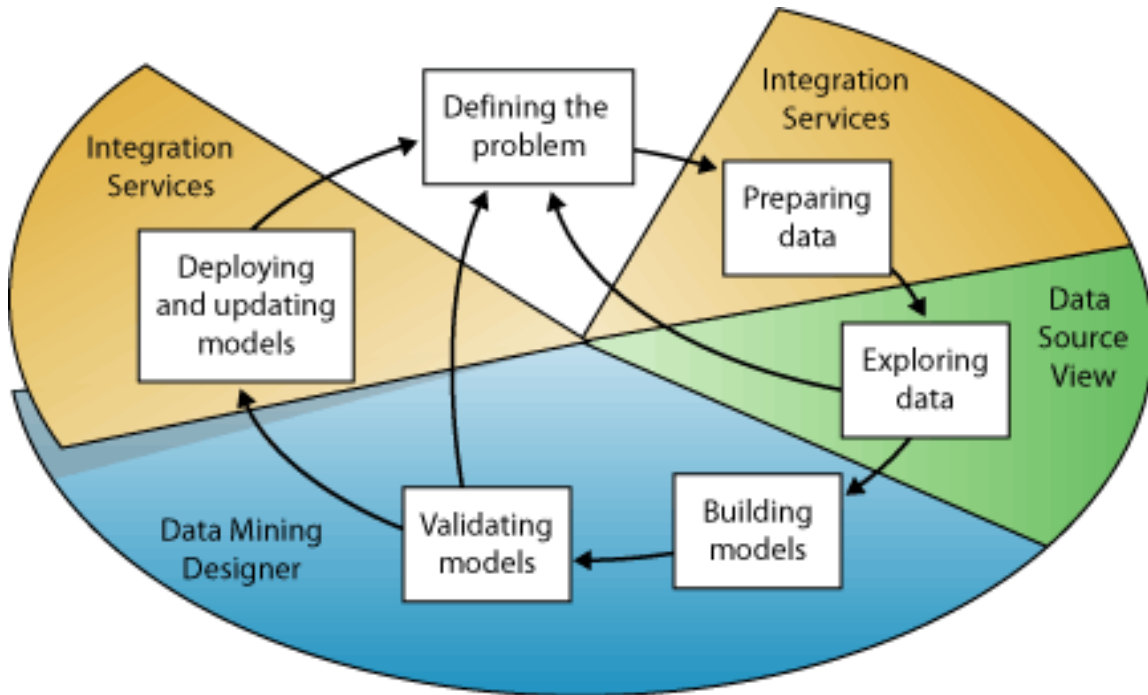 Defining the
problem
Integration
Services
Preparing
data
Data
Source
View
Exploring
data
Building
models
Validating
models
Data Mining
Designer
Deploying
and updating
models
Integration
Services